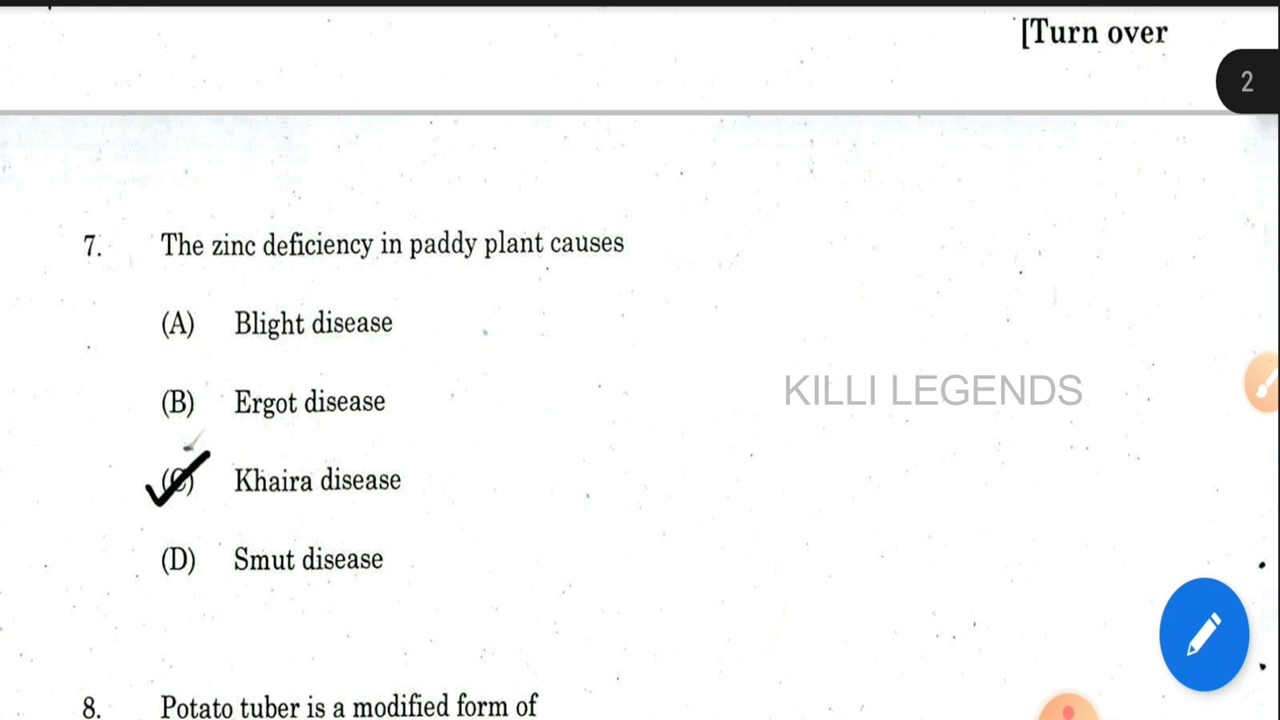 [Turn over
2
7. The zinc deficiency in paddy plant causes
(A) Blight disease
(B) Ergot disease
KILLI LEGENDS
(C) Khaira disease
(D) Smut disease
8. Potato tuber is a modified form of